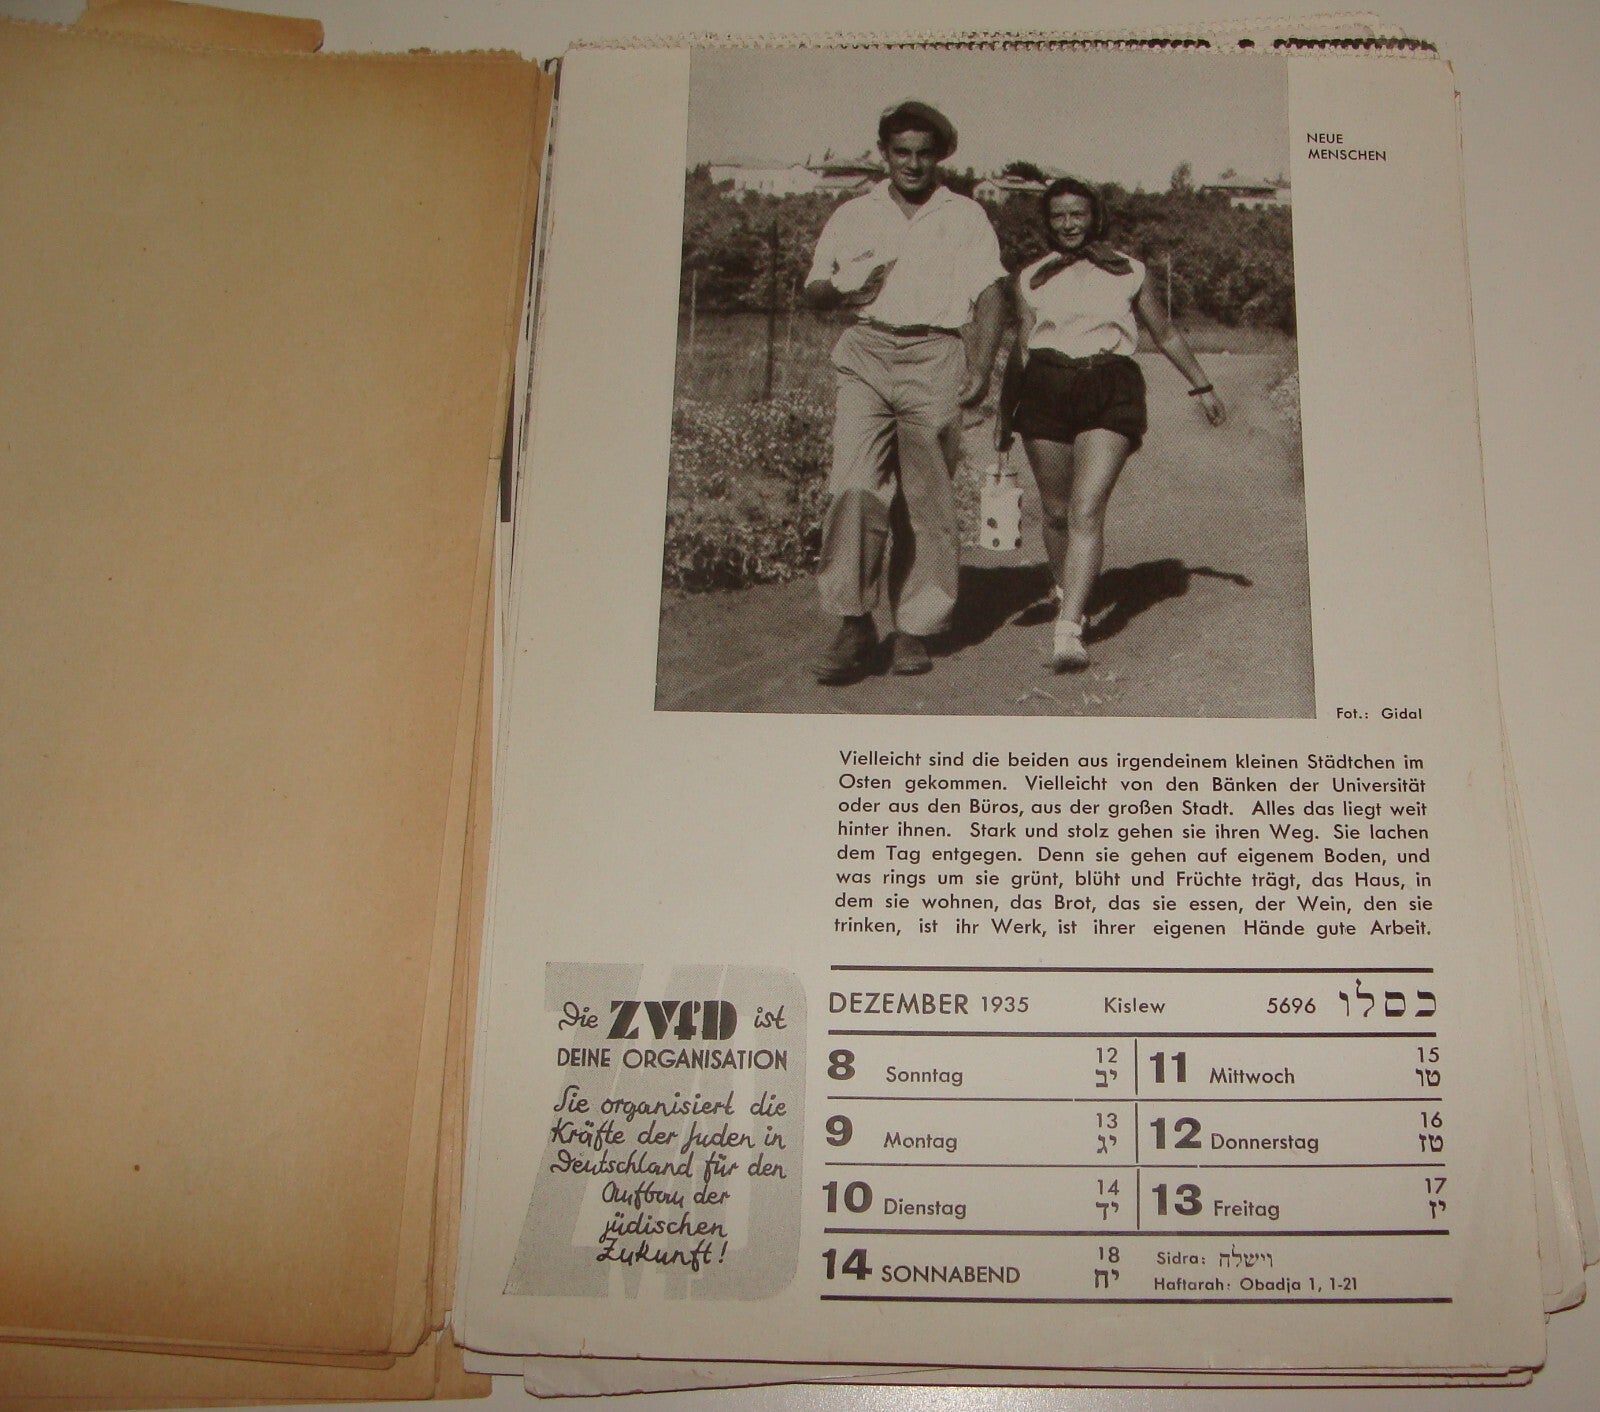 NEUE
MENSCHEN
Fot.: Gidal
Vielleicht sind die beiden aus irgendeinem kleinen Städtchen im
Osten gekommen. Vielleicht von den Bänken der Universität
oder aus den Büros, aus der großen Stadt. Alles das liegt weit
hinter ihnen. Stark und stolz gehen sie ihren Weg. Sie lachen
dem Tag entgegen. Denn sie gehen auf eigenem Boden, und
was rings um sie grünt, blüht und Früchte trägt, das Haus, in
dem sie wohnen, das Brot, das sie essen, der Wein, den sie
trinken, ist ihr Werk, ist ihrer eigenen Hände gute Arbeit.
Die ZVfD ist
DEINE ORGANISATION
Sie organisiert die
Kräfte der Juden in
Deutschland für den
Aufbau der
jüdischen
Zukunft!
DEZEMBER 1935 Kislew 5696 כסלו
8 Sonntag 12 יב
11 Mittwoch 15 טו
9 Montag 13 יג
12 Donnerstag 16 טז
10 Dienstag 14 יד
13 Freitag 17 יז
14 SONNABEND 18 יח
Sidra: וישלח
Haftarah: Obadja 1, 1-21